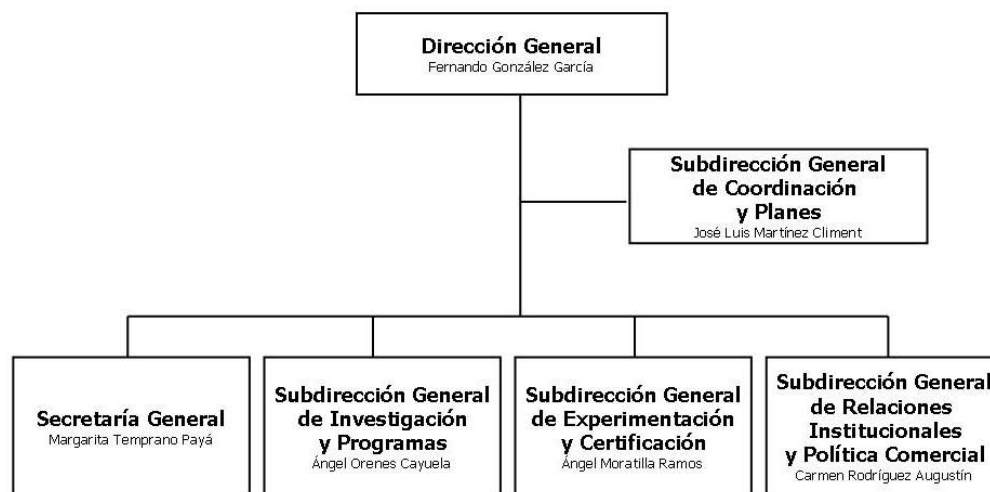 Dirección General
Fernando González García
Subdirección General
de Coordinación
y Planes
José Luis Martínez Climent
Secretaría General
Margarita Temprano Payá
Subdirección General
de Investigación
y Programas
Ángel Orenes Cayuela
Subdirección General
de Experimentación
y Certificación
Ángel Moratilla Ramos
Subdirección General
de Relaciones
Institucionales
y Política Comercial
Carmen Rodríguez Augustín